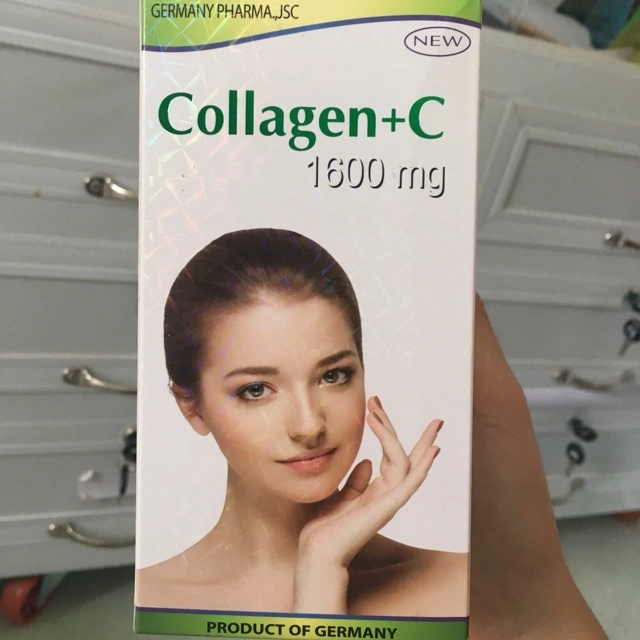 GERMANY PHARMA.,JSC
NEW
Collagen+C
1600 mg
PRODUCT OF GERMANY